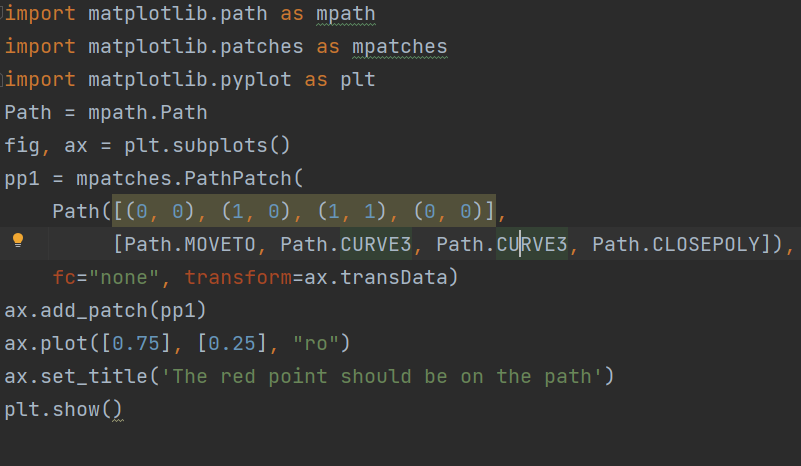 import matplotlib.path as mpath
import matplotlib.patches as mpatches
import matplotlib.pyplot as plt
Path = mpath.Path
fig, ax = plt.subplots()
pp1 = mpatches.PathPatch(
    Path([(0, 0), (1, 0), (1, 1), (0, 0)],
         [Path.MOVETO, Path.CURVE3, Path.CURVE3, Path.CLOSEPOLY]),
    fc="none", transform=ax.transData)
ax.add_patch(pp1)
ax.plot([0.75], [0.25], "ro")
ax.set_title('The red point should be on the path')
plt.show()